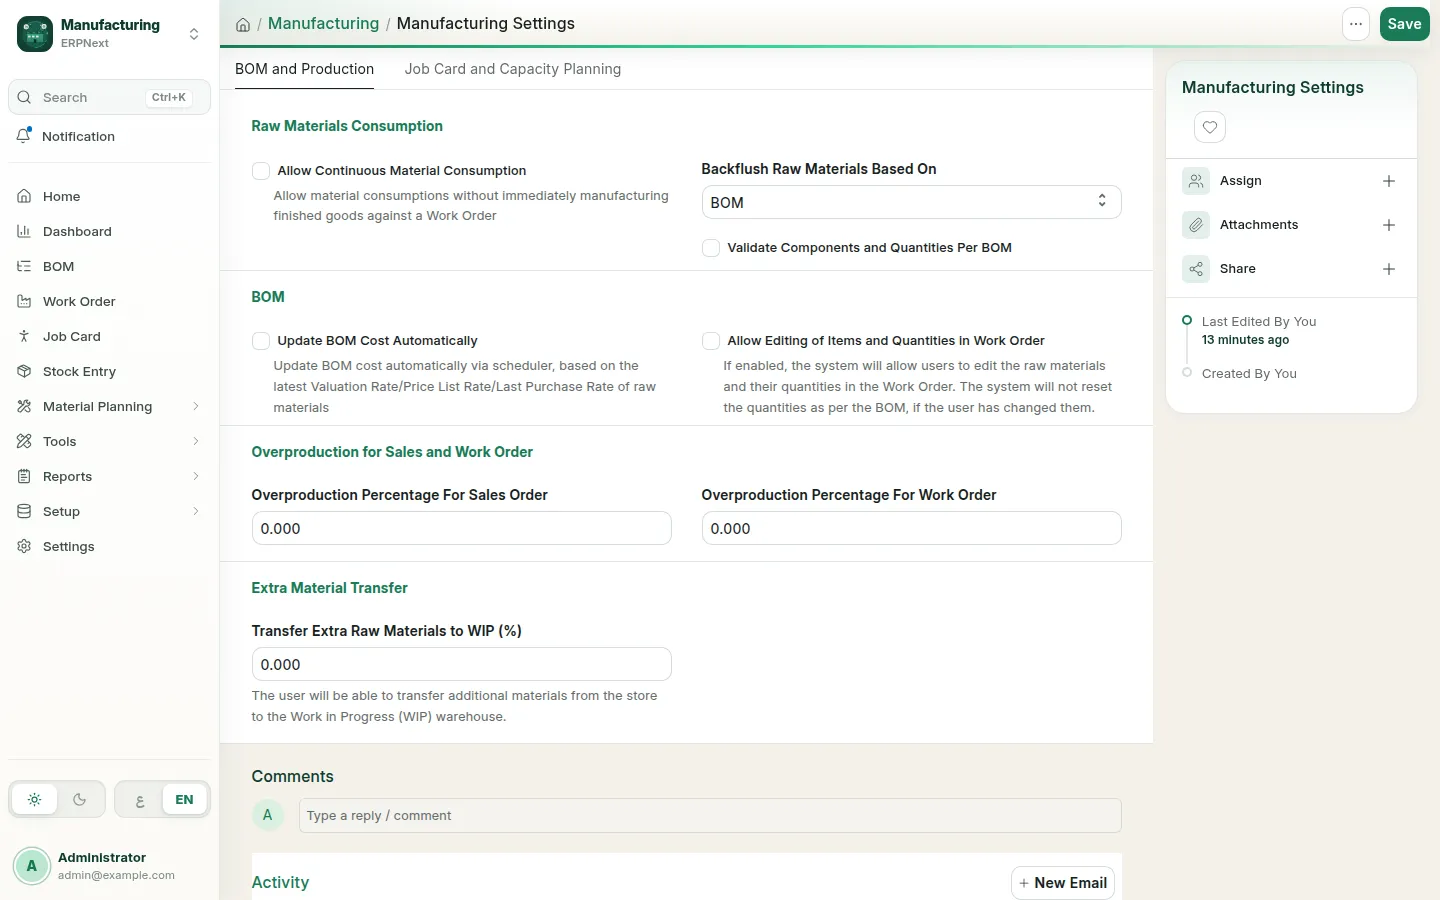 Manufacturing
ERPNext
Search Ctrl+K
Notification
Home
Dashboard
BOM
Work Order
Job Card
Stock Entry
Material Planning
Tools
Reports
Setup
Settings
ع EN
A
Administrator
admin@example.com
/ Manufacturing / Manufacturing Settings
... Save
BOM and Production Job Card and Capacity Planning
Raw Materials Consumption
Allow Continuous Material Consumption
Allow material consumptions without immediately manufacturing
finished goods against a Work Order
Backflush Raw Materials Based On
BOM
Validate Components and Quantities Per BOM
BOM
Update BOM Cost Automatically
Update BOM cost automatically via scheduler, based on the
latest Valuation Rate/Price List Rate/Last Purchase Rate of raw
materials
Allow Editing of Items and Quantities in Work Order
If enabled, the system will allow users to edit the raw materials
and their quantities in the Work Order. The system will not reset
the quantities as per the BOM, if the user has changed them.
Overproduction for Sales and Work Order
Overproduction Percentage For Sales Order
0.000
Overproduction Percentage For Work Order
0.000
Extra Material Transfer
Transfer Extra Raw Materials to WIP (%)
0.000
The user will be able to transfer additional materials from the store
to the Work in Progress (WIP) warehouse.
Comments
A
Type a reply / comment
Activity
+ New Email
Manufacturing Settings
Assign
Attachments
Share
Last Edited By You
13 minutes ago
Created By You